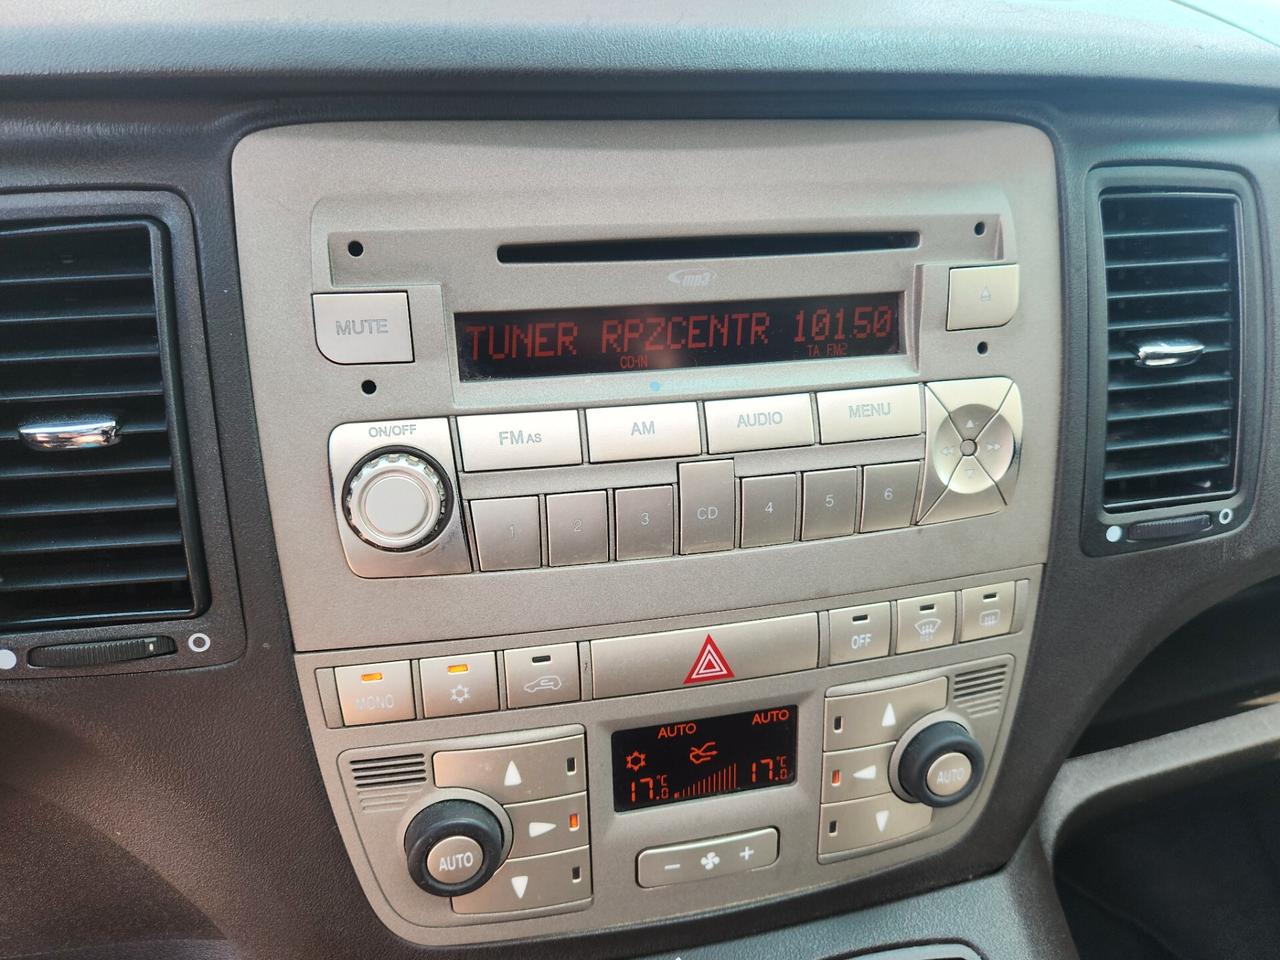 mp3
MUTE
TUNER RPZCENTR 101.50
CD-IN TA FM2
ON/OFF
FM AS AM AUDIO MENU
1 2 3 CD 4 5 6
MONO OFF
AUTO AUTO
17.0 °C 17.0 °C
AUTO AUTO
- +